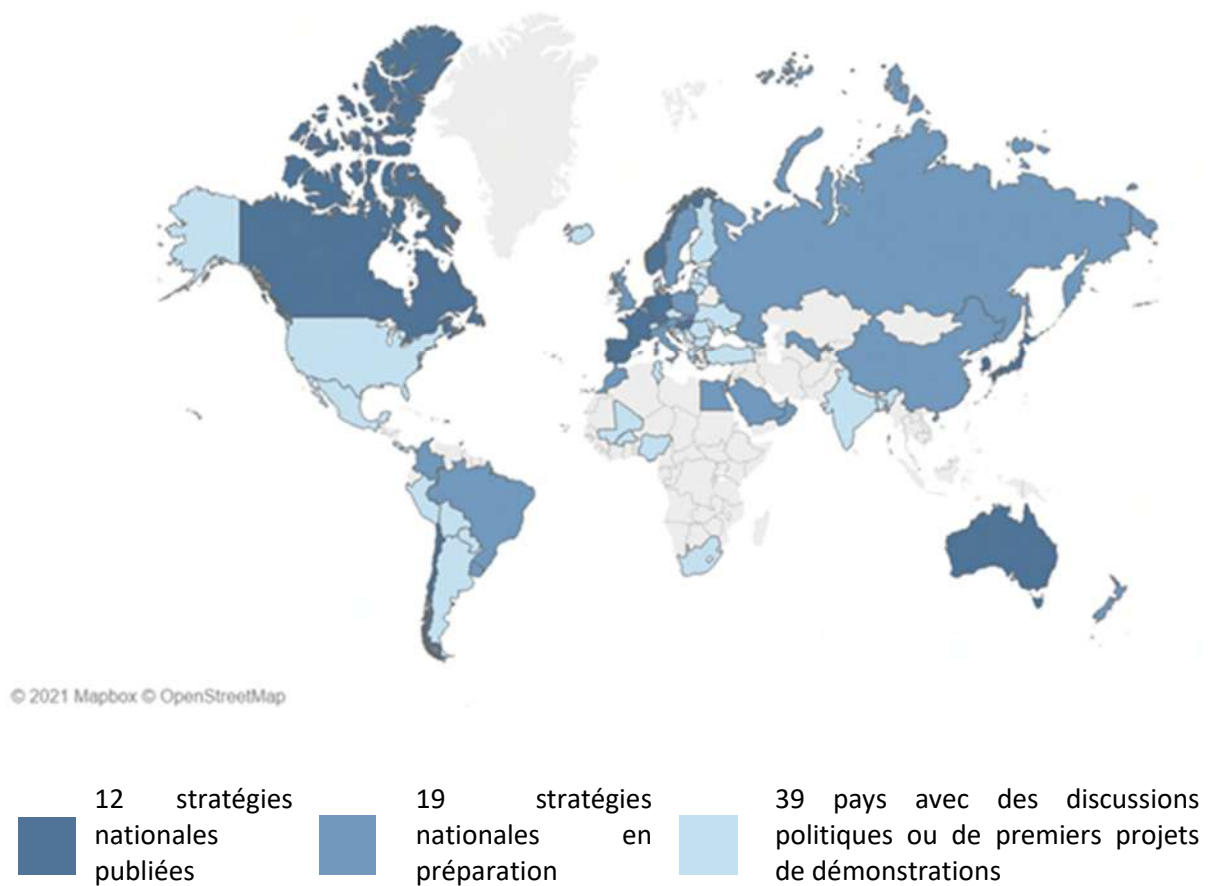 © 2021 Mapbox © OpenStreetMap
12 stratégies
nationales
publiées
19 stratégies
nationales en
préparation
39 pays avec des discussions
politiques ou de premiers projets
de démonstrations